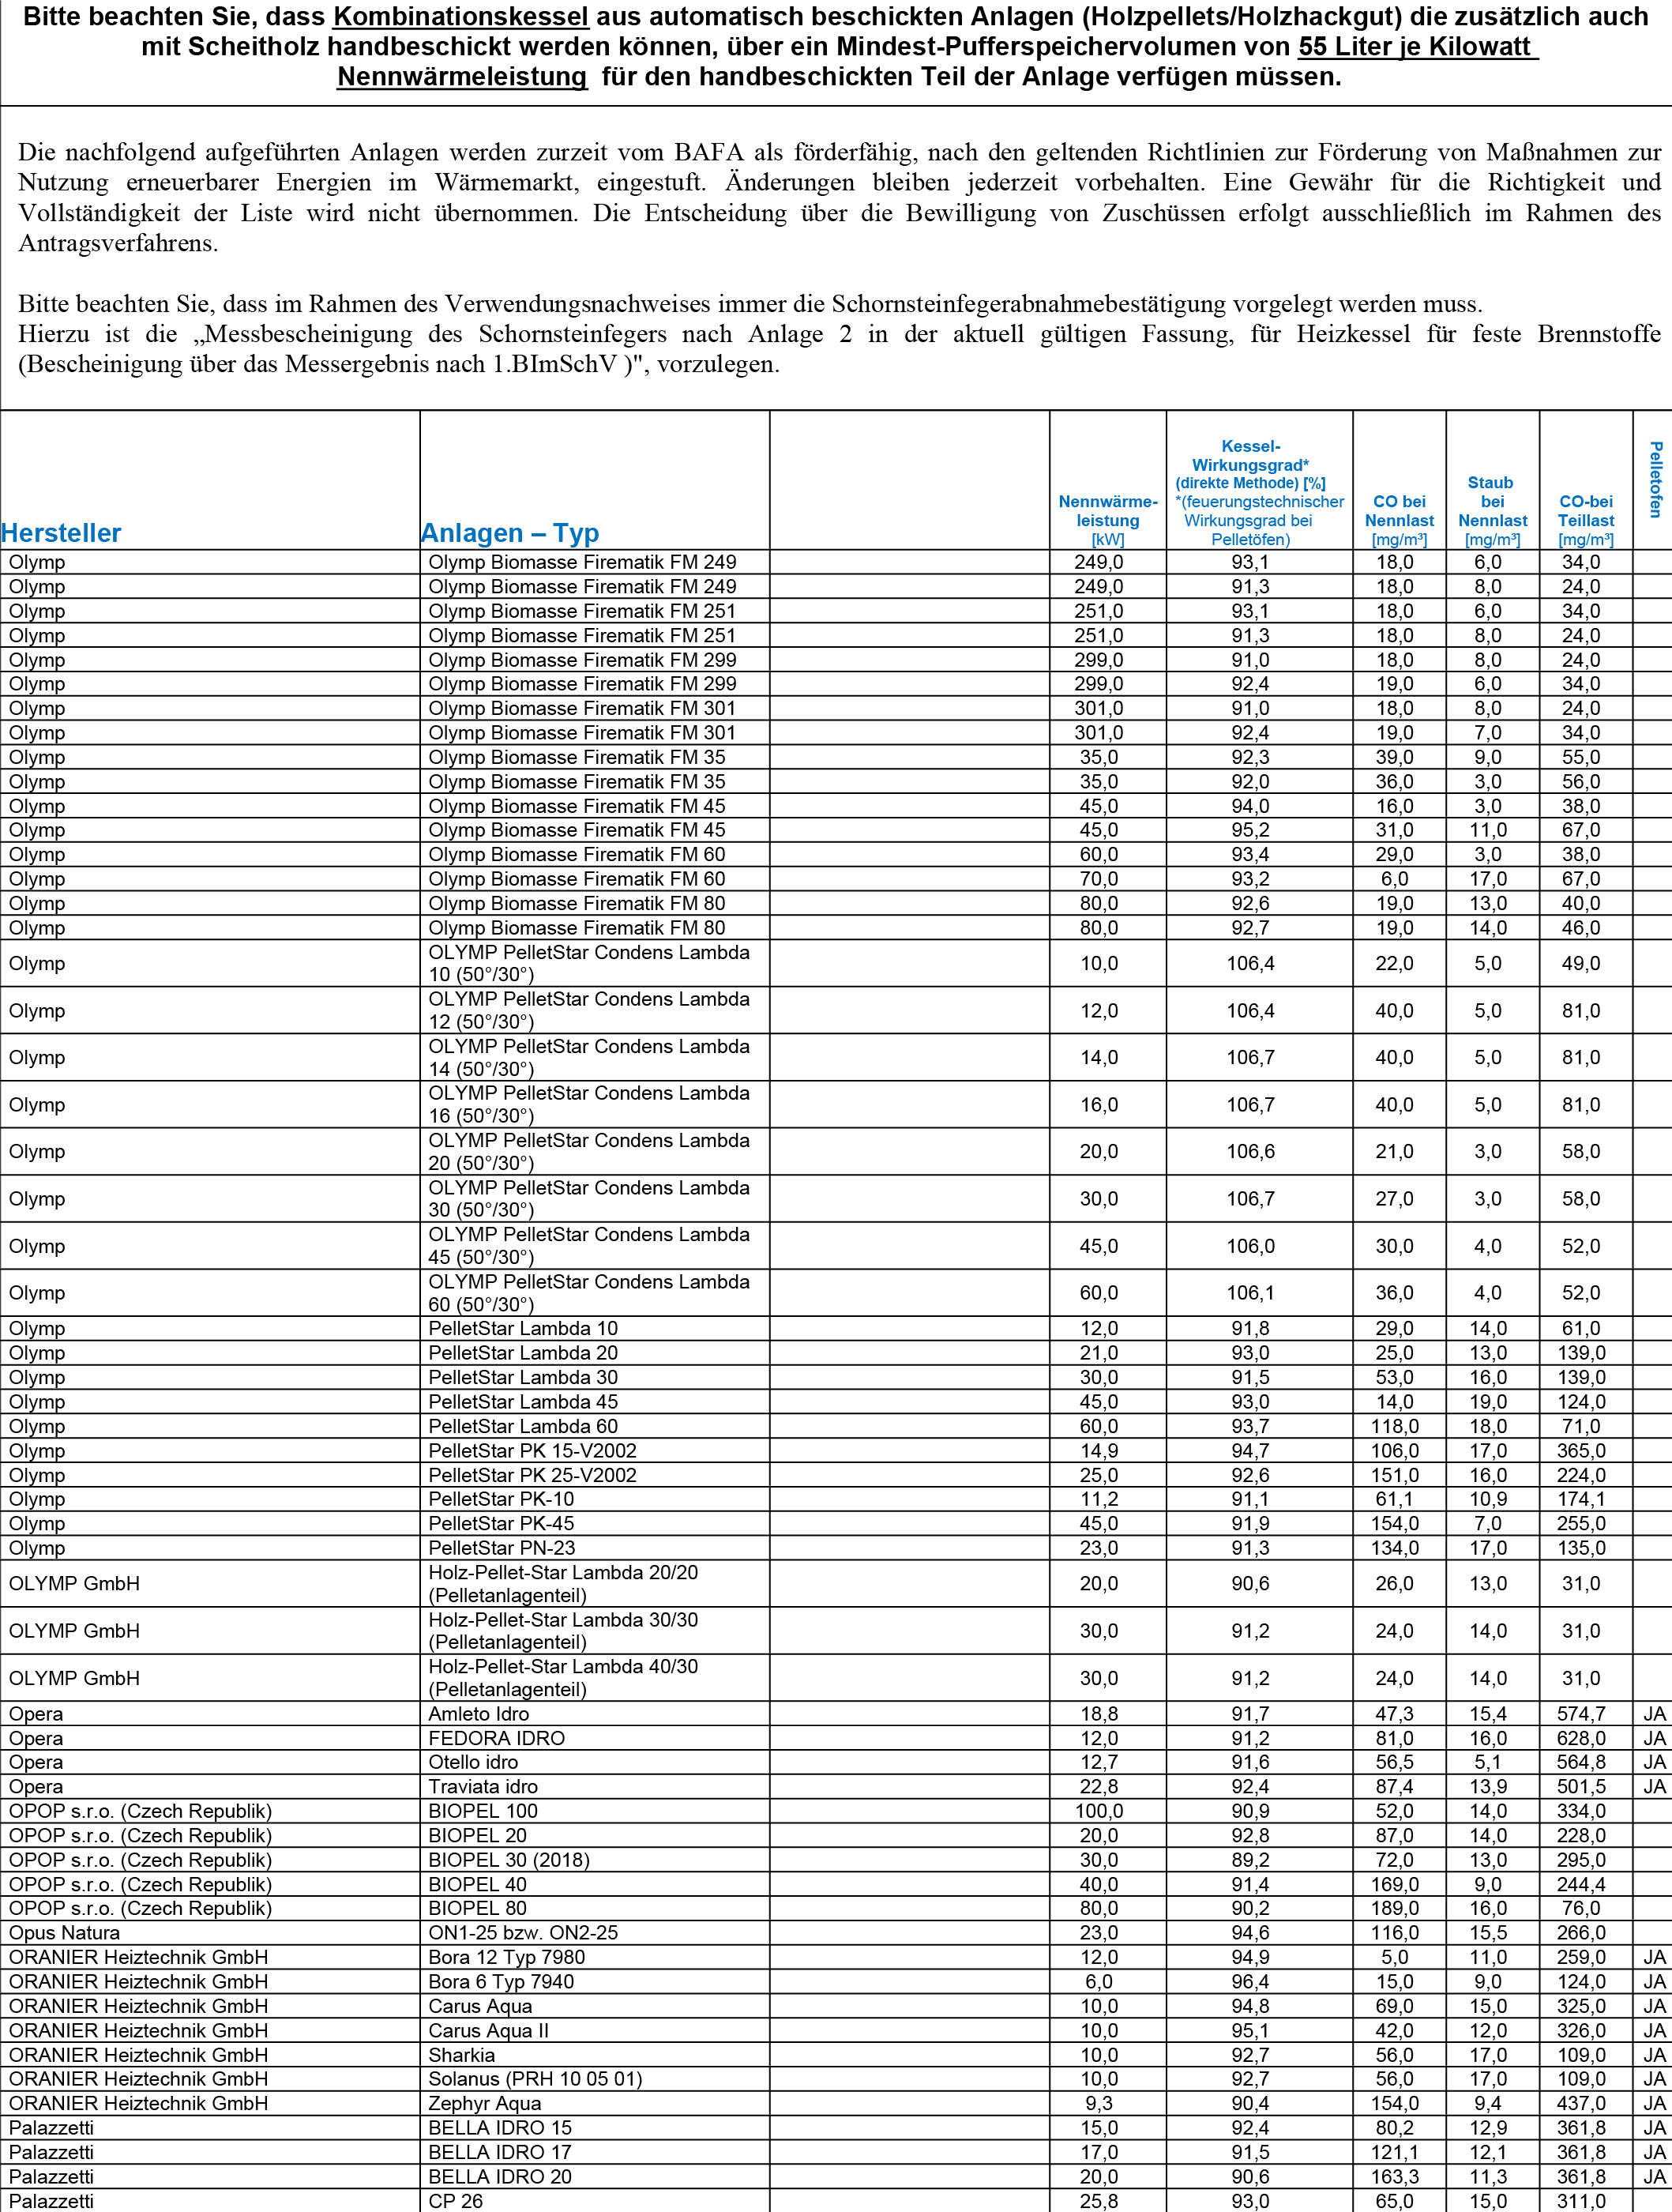 Bitte beachten Sie, dass Kombinationskessel aus automatisch beschickten Anlagen (Holzpellets/Holzhackgut) die zusätzlich auch
mit Scheitholz handbeschickt werden können, über ein Mindest-Pufferspeichervolumen von 55 Liter je Kilowatt
Nennwärmeleistung für den handbeschickten Teil der Anlage verfügen müssen.
Die nachfolgend aufgeführten Anlagen werden zurzeit vom BAFA als förderfähig, nach den geltenden Richtlinien zur Förderung von Maßnahmen zur
Nutzung erneuerbarer Energien im Wärmemarkt, eingestuft. Änderungen bleiben jederzeit vorbehalten. Eine Gewähr für die Richtigkeit und
Vollständigkeit der Liste wird nicht übernommen. Die Entscheidung über die Bewilligung von Zuschüssen erfolgt ausschließlich im Rahmen des
Antragsverfahrens.
Bitte beachten Sie, dass im Rahmen des Verwendungsnachweises immer die Schornsteinfegerabnahmebestätigung vorgelegt werden muss.
Hierzu ist die „Messbescheinigung des Schornsteinfegers nach Anlage 2 in der aktuell gültigen Fassung, für Heizkessel für feste Brennstoffe
(Bescheinigung über das Messergebnis nach 1.BImSchV )", vorzulegen.
Hersteller
Anlagen – Typ
Nennwärme-
leistung
[kW]
Kessel-
Wirkungsgrad*
(direkte Methode) [%]
*(feuerungstechnischer
Wirkungsgrad bei
Pelletöfen)
CO bei
Nennlast
[mg/m³]
Staub
bei
Nennlast
[mg/m³]
CO-bei
Teillast
[mg/m³]
Pelletofen
Olymp Olymp Biomasse Firematik FM 249 249,0 93,1 18,0 6,0 34,0
Olymp Olymp Biomasse Firematik FM 249 249,0 91,3 18,0 8,0 24,0
Olymp Olymp Biomasse Firematik FM 251 251,0 93,1 18,0 6,0 34,0
Olymp Olymp Biomasse Firematik FM 251 251,0 91,3 18,0 8,0 24,0
Olymp Olymp Biomasse Firematik FM 299 299,0 91,0 18,0 8,0 24,0
Olymp Olymp Biomasse Firematik FM 299 299,0 92,4 19,0 6,0 34,0
Olymp Olymp Biomasse Firematik FM 301 301,0 91,0 18,0 8,0 24,0
Olymp Olymp Biomasse Firematik FM 301 301,0 92,4 19,0 7,0 34,0
Olymp Olymp Biomasse Firematik FM 35 35,0 92,3 39,0 9,0 55,0
Olymp Olymp Biomasse Firematik FM 35 35,0 92,0 36,0 3,0 56,0
Olymp Olymp Biomasse Firematik FM 45 45,0 94,0 16,0 3,0 38,0
Olymp Olymp Biomasse Firematik FM 45 45,0 95,2 31,0 11,0 67,0
Olymp Olymp Biomasse Firematik FM 60 60,0 93,4 29,0 3,0 38,0
Olymp Olymp Biomasse Firematik FM 60 70,0 93,2 6,0 17,0 67,0
Olymp Olymp Biomasse Firematik FM 80 80,0 92,6 19,0 13,0 40,0
Olymp Olymp Biomasse Firematik FM 80 80,0 92,7 19,0 14,0 46,0
OLYMP PelletStar Condens Lambda
Olymp 10 (50°/30°) 10,0 106,4 22,0 5,0 49,0
OLYMP PelletStar Condens Lambda
Olymp 12 (50°/30°) 12,0 106,4 40,0 5,0 81,0
OLYMP PelletStar Condens Lambda
Olymp 14 (50°/30°) 14,0 106,7 40,0 5,0 81,0
OLYMP PelletStar Condens Lambda
Olymp 16 (50°/30°) 16,0 106,7 40,0 5,0 81,0
OLYMP PelletStar Condens Lambda
Olymp 20 (50°/30°) 20,0 106,6 21,0 3,0 58,0
OLYMP PelletStar Condens Lambda
Olymp 30 (50°/30°) 30,0 106,7 27,0 3,0 58,0
OLYMP PelletStar Condens Lambda
Olymp 45 (50°/30°) 45,0 106,0 30,0 4,0 52,0
OLYMP PelletStar Condens Lambda
Olymp 60 (50°/30°) 60,0 106,1 36,0 4,0 52,0
Olymp PelletStar Lambda 10 12,0 91,8 29,0 14,0 61,0
Olymp PelletStar Lambda 20 21,0 93,0 25,0 13,0 139,0
Olymp PelletStar Lambda 30 30,0 91,5 53,0 16,0 139,0
Olymp PelletStar Lambda 45 45,0 93,0 14,0 19,0 124,0
Olymp PelletStar Lambda 60 60,0 93,7 118,0 18,0 71,0
Olymp PelletStar PK 15-V2002 14,9 94,7 106,0 17,0 365,0
Olymp PelletStar PK 25-V2002 25,0 92,6 151,0 16,0 224,0
Olymp PelletStar PK-10 11,2 91,1 61,1 10,9 174,1
Olymp PelletStar PK-45 45,0 91,9 154,0 7,0 255,0
Olymp PelletStar PN-23 23,0 91,3 134,0 17,0 135,0
Holz-Pellet-Star Lambda 20/20
OLYMP GmbH (Pelletanlagenteil) 20,0 90,6 26,0 13,0 31,0
Holz-Pellet-Star Lambda 30/30
OLYMP GmbH (Pelletanlagenteil) 30,0 91,2 24,0 14,0 31,0
Holz-Pellet-Star Lambda 40/30
OLYMP GmbH (Pelletanlagenteil) 30,0 91,2 24,0 14,0 31,0
Opera Amleto Idro 18,8 91,7 47,3 15,4 574,7 JA
Opera FEDORA IDRO 12,0 91,2 81,0 16,0 628,0 JA
Opera Otello idro 12,7 91,6 56,5 5,1 564,8 JA
Opera Traviata idro 22,8 92,4 87,4 13,9 501,5 JA
OPOP s.r.o. (Czech Republik) BIOPEL 100 100,0 90,9 52,0 14,0 334,0
OPOP s.r.o. (Czech Republik) BIOPEL 20 20,0 92,8 87,0 14,0 228,0
OPOP s.r.o. (Czech Republik) BIOPEL 30 (2018) 30,0 89,2 72,0 13,0 295,0
OPOP s.r.o. (Czech Republik) BIOPEL 40 40,0 91,4 169,0 9,0 244,4
OPOP s.r.o. (Czech Republik) BIOPEL 80 80,0 90,2 189,0 16,0 76,0
Opus Natura ON1-25 bzw. ON2-25 23,0 94,6 116,0 15,5 266,0
ORANIER Heiztechnik GmbH Bora 12 Typ 7980 12,0 94,9 5,0 11,0 259,0 JA
ORANIER Heiztechnik GmbH Bora 6 Typ 7940 6,0 96,4 15,0 9,0 124,0 JA
ORANIER Heiztechnik GmbH Carus Aqua 10,0 94,8 69,0 15,0 325,0 JA
ORANIER Heiztechnik GmbH Carus Aqua II 10,0 95,1 42,0 12,0 326,0 JA
ORANIER Heiztechnik GmbH Sharkia 10,0 92,7 56,0 17,0 109,0 JA
ORANIER Heiztechnik GmbH Solanus (PRH 10 05 01) 10,0 92,7 56,0 17,0 109,0 JA
ORANIER Heiztechnik GmbH Zephyr Aqua 9,3 90,4 154,0 9,4 437,0 JA
Palazzetti BELLA IDRO 15 15,0 92,4 80,2 12,9 361,8 JA
Palazzetti BELLA IDRO 17 17,0 91,5 121,1 12,1 361,8 JA
Palazzetti BELLA IDRO 20 20,0 90,6 163,3 11,3 361,8 JA
Palazzetti CP 26 25,8 93,0 65,0 15,0 311,0